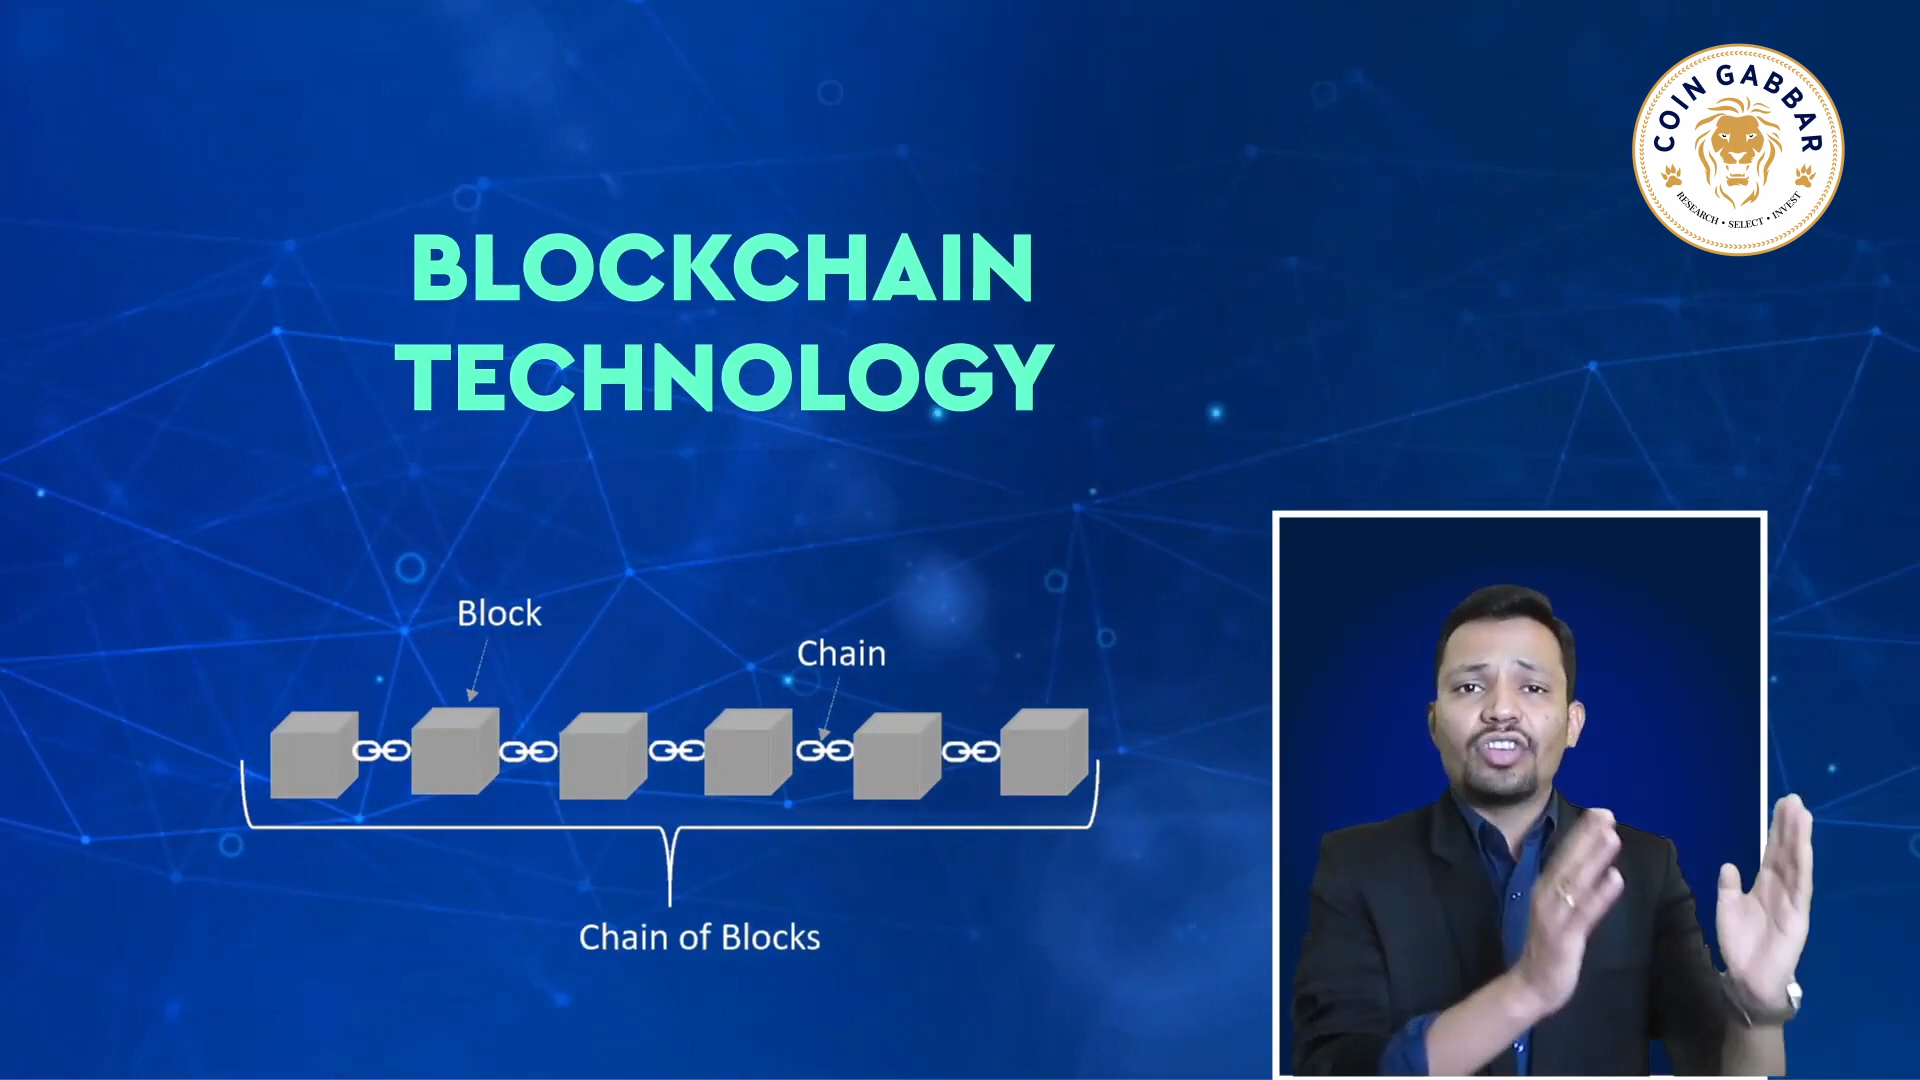 COIN GABBAR
RESEARCH • SELECT • INVEST
BLOCKCHAIN
TECHNOLOGY
Block
Chain
Chain of Blocks